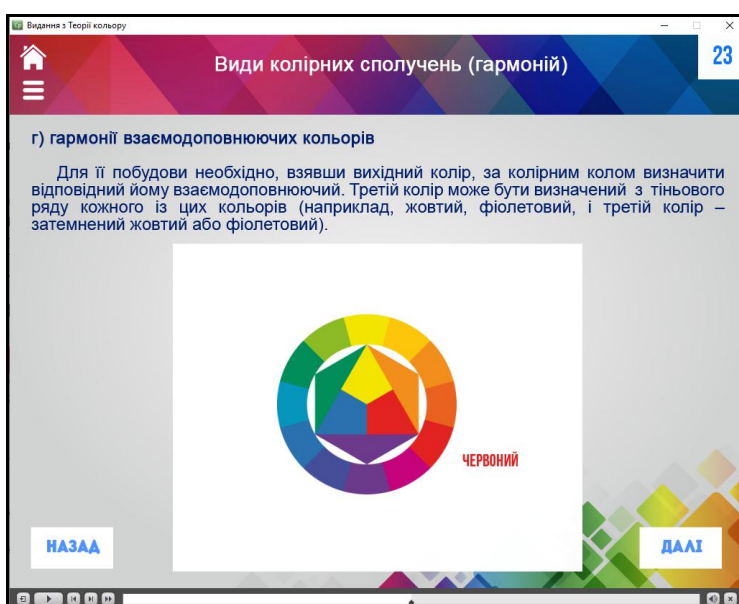 Видання з Теорії кольору
Види колірних сполучень (гармоній)
23
г) гармонії взаємодоповнюючих кольорів
Для її побудови необхідно, взявши вихідний колір, за колірним колом визначити
відповідний йому взаємодоповнюючий. Третій колір може бути визначений з тіньового
ряду кожного із цих кольорів (наприклад, жовтий, фіолетовий, і третій колір –
затемнений жовтий або фіолетовий).
ЧЕРВОНИЙ
НАЗАД
ДАЛІ